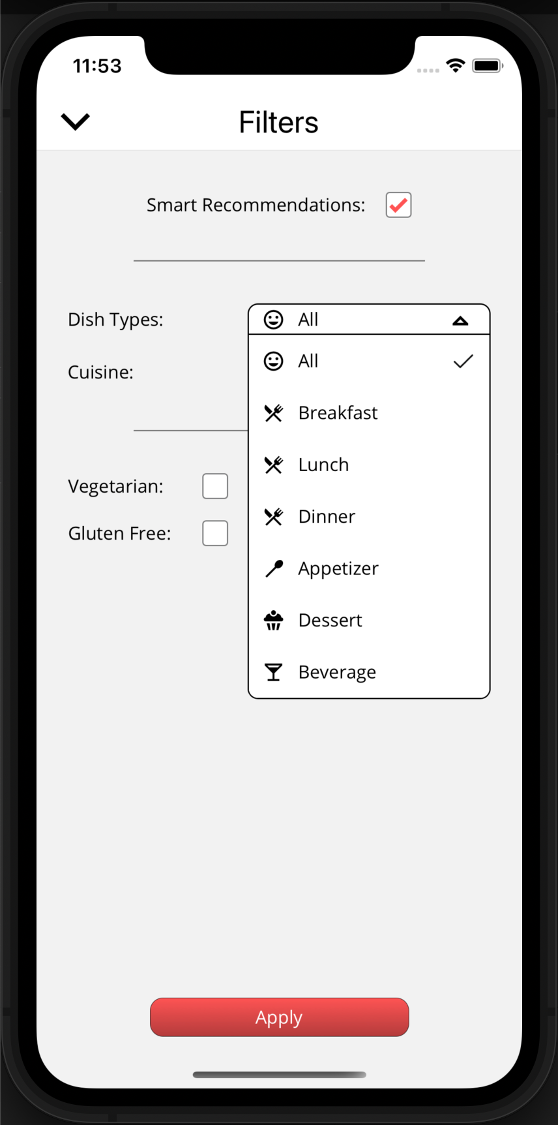 11:53
Filters
Smart Recommendations:
Dish Types:
All
All
Cuisine:
Breakfast
Lunch
Vegetarian:
Dinner
Gluten Free:
Appetizer
Dessert
Beverage
Apply